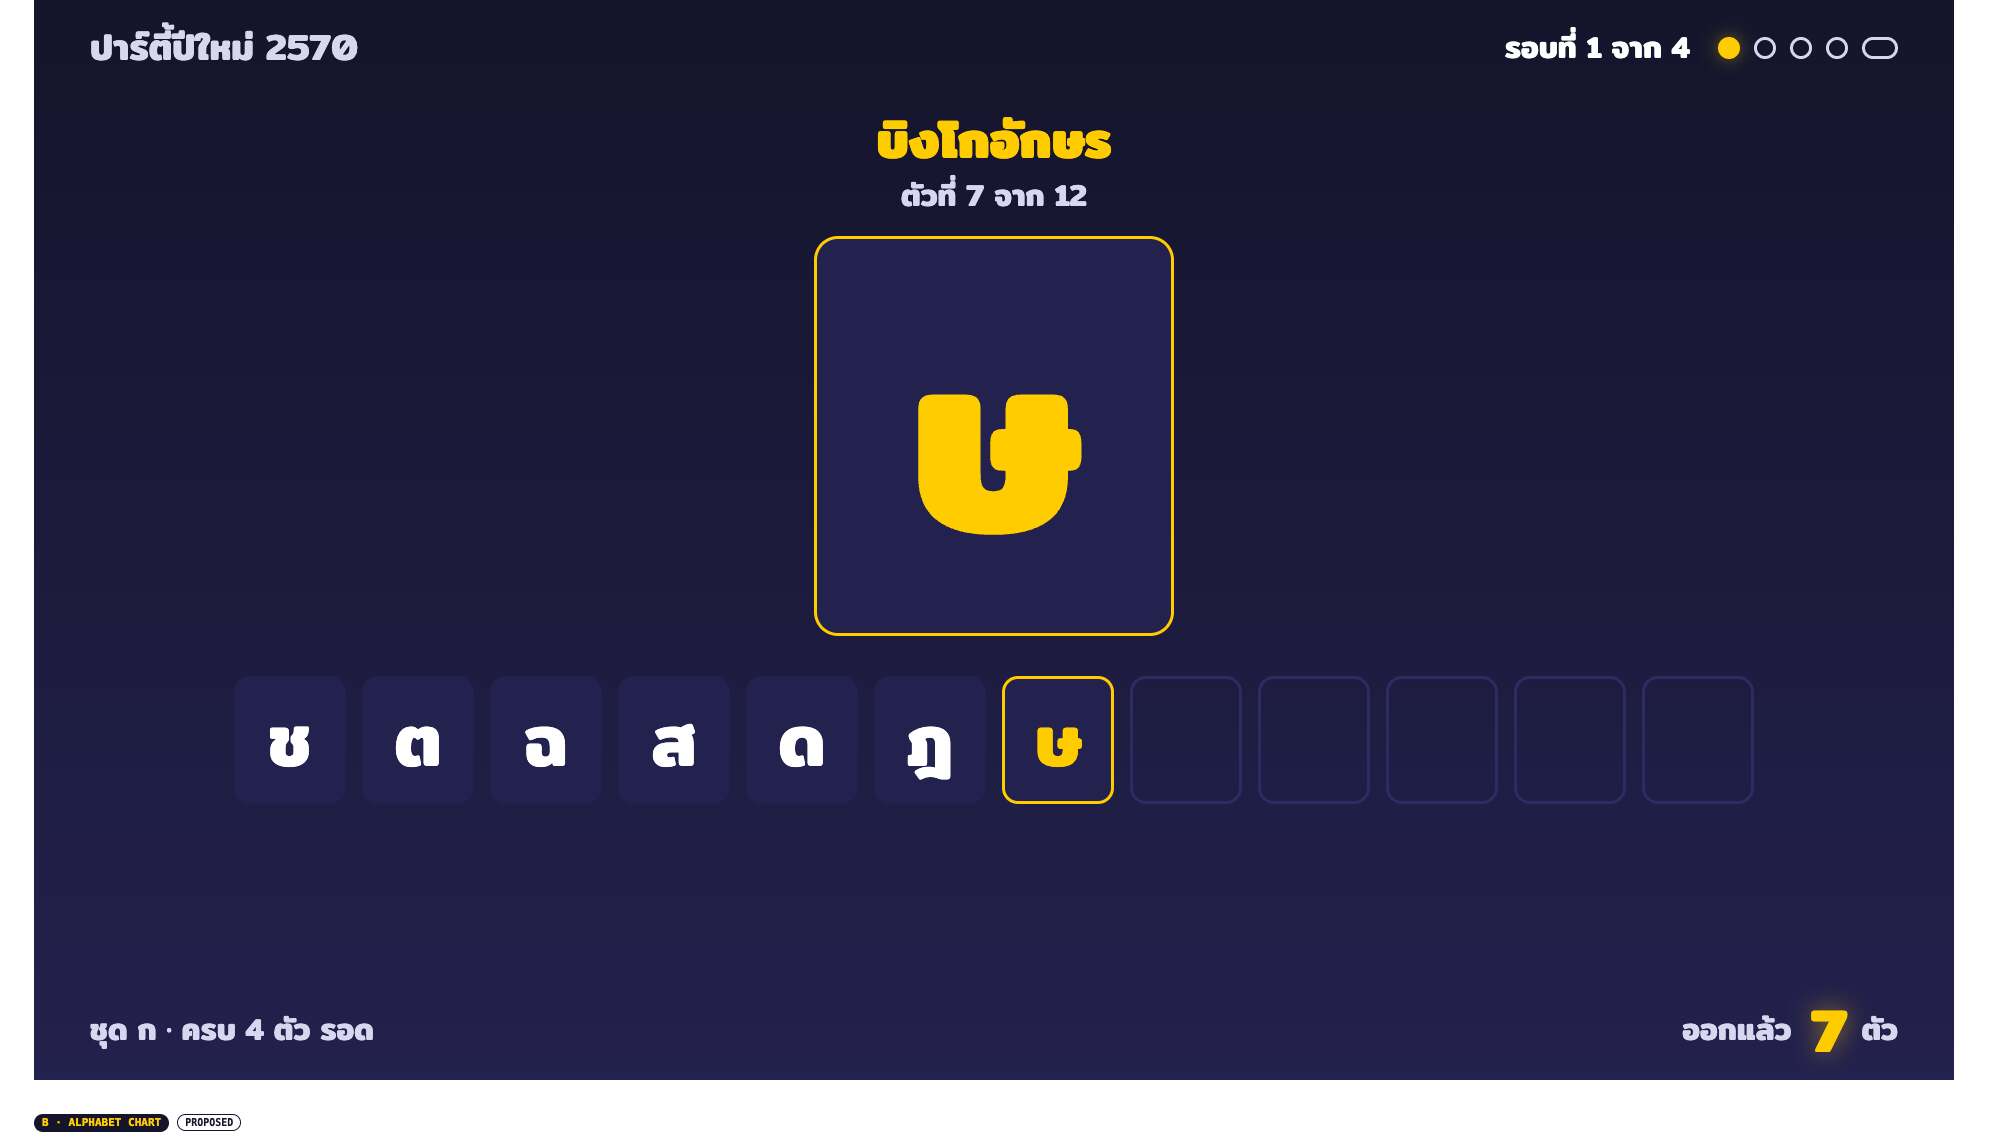 ปาร์ตี้ปีใหม่ 2570
รอบที่ 1 จาก 4
บิงโกอักษร
ตัวที่ 7 จาก 12
ษ
ช ต ฉ ส ด ฎ ษ
ชุด ก · ครบ 4 ตัว รอด
ออกแล้ว 7 ตัว
B · ALPHABET CHART PROPOSED